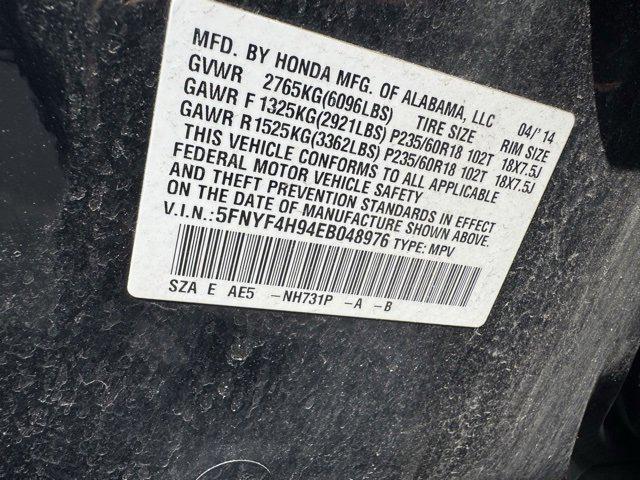 MFD. BY HONDA MFG. OF ALABAMA, LLC 04/'14
GVWR 2765KG(6096LBS) TIRE SIZE RIM SIZE
GAWR F 1325KG(2921LBS) P235/60R18 102T 18X7.5J
GAWR R 1525KG(3362LBS) P235/60R18 102T 18X7.5J
THIS VEHICLE CONFORMS TO ALL APPLICABLE
FEDERAL MOTOR VEHICLE SAFETY
AND THEFT PREVENTION STANDARDS IN EFFECT
ON THE DATE OF MANUFACTURE SHOWN ABOVE.
V.I.N.:5FNYF4H94EB048976 TYPE: MPV
SZA E AE5 -NH731P -A -B